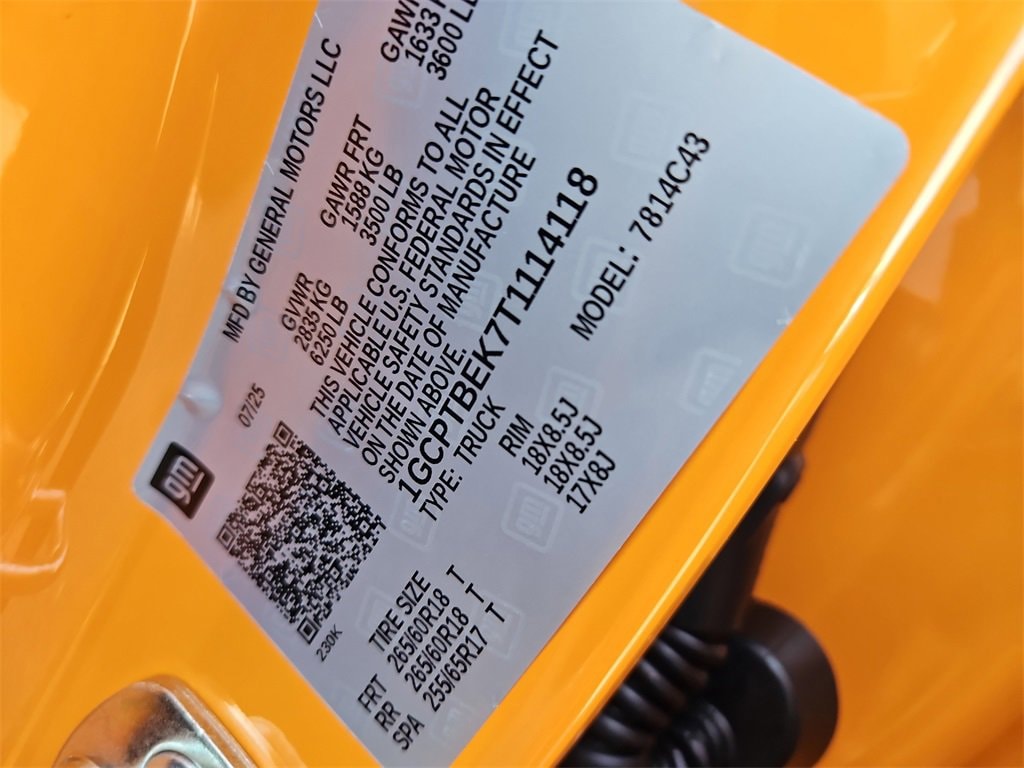 gm
MFD BY GENERAL MOTORS LLC
07/25
GVWR
2835 KG
6250 LB
GAWR FRT
1588 KG
3500 LB
GAWR
1633
3600 LB
THIS VEHICLE CONFORMS TO ALL
APPLICABLE U.S. FEDERAL MOTOR
VEHICLE SAFETY STANDARDS IN EFFECT
ON THE DATE OF MANUFACTURE
SHOWN ABOVE.
1GCPTBEK7T1114118
TYPE: TRUCK
MODEL: 7814C43
230K
TIRE SIZE RIM
FRT 265/60R18 T 18X8.5J
RR 265/60R18 T 18X8.5J
SPA 255/65R17 T 17X8J